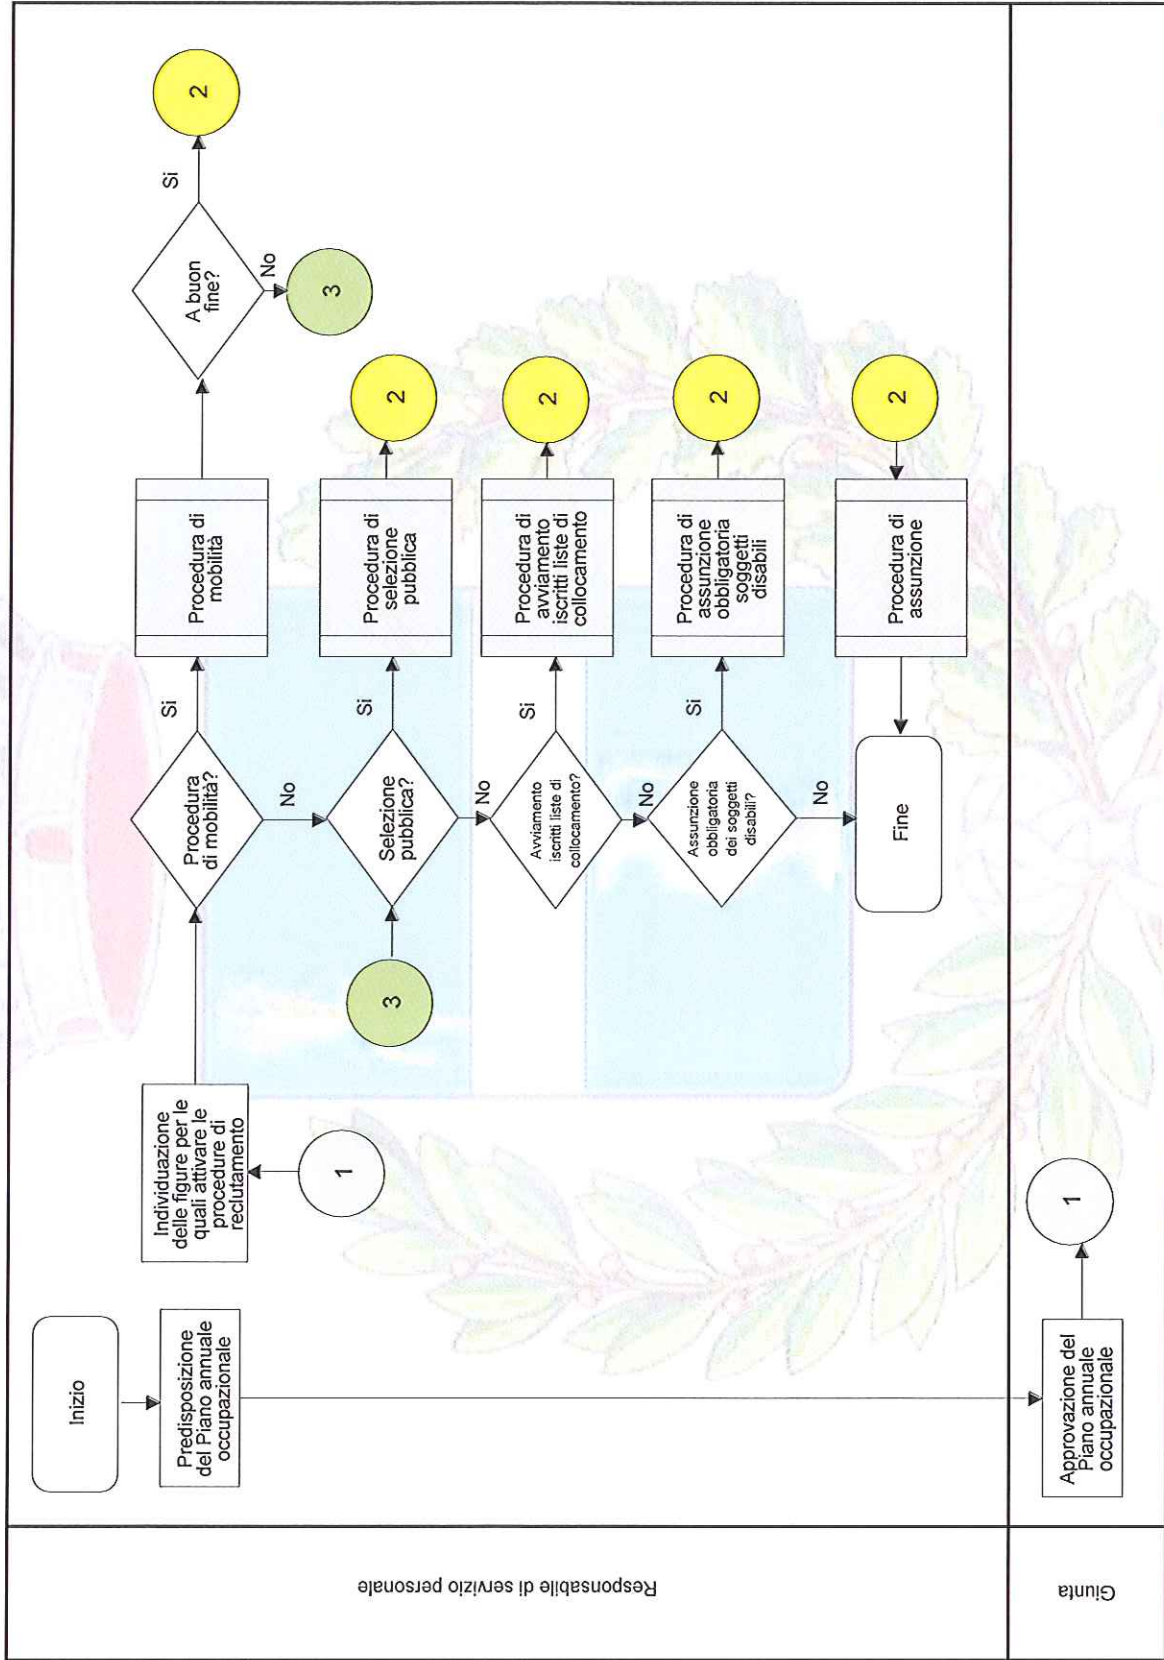 Responsabile di servizio personale
Inizio
Predisposizione
del Piano annuale
occupazionale
Individuazione
delle figure per le
quali attivare le
procedure di
reclutamento
1
Procedura
di mobilità?
Si
No
Procedura di
mobilità
A buon
fine?
Si
2
No
3
3
Selezione
pubblica?
Si
No
Procedura di
selezione
pubblica
2
Avviamento
iscritti liste di
collocamento?
Si
No
Procedura di
avviamento
iscritti liste di
collocamento
2
Assunzione
obbligatoria
dei soggetti
disabili?
Si
No
Procedura di
assunzione
obbligatoria
soggetti
disabili
2
Fine
Procedura di
assunzione
2
Giunta
Approvazione del
Piano annuale
occupazionale
1